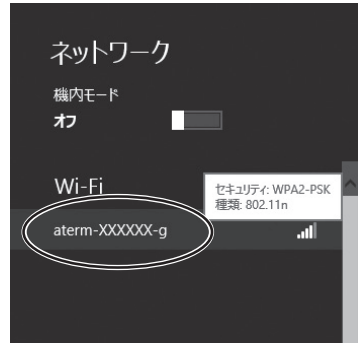 ネットワーク
機内モード
オフ
Wi-Fi
セキュリティ: WPA2-PSK
種類: 802.11n
aterm-XXXXXX-g